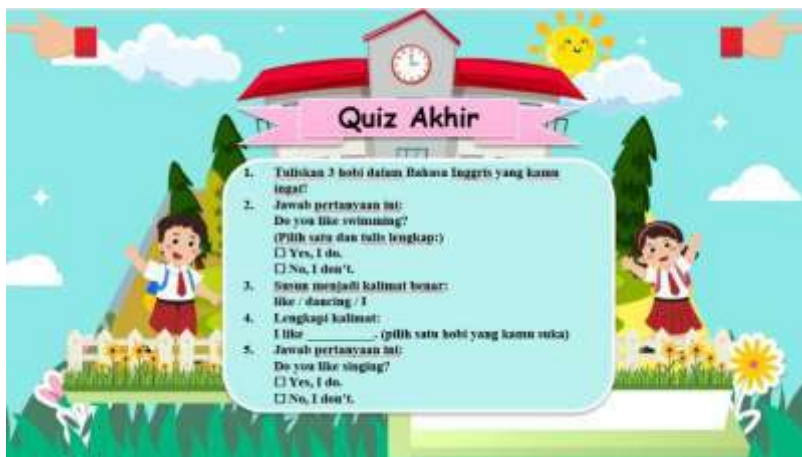 Quiz Akhir
1. Tuliskan 3 hobi dalam Bahasa Inggris yang kamu
ingat!
2. Jawab pertanyaan ini:
Do you like swimming?
(Pilih satu dan tulis lengkap:)
☐ Yes, I do.
☐ No, I don't.
3. Susun menjadi kalimat benar:
like / dancing / I
4. Lengkapi kalimat:
I like __________. (pilih satu hobi yang kamu suka)
5. Jawab pertanyaan ini:
Do you like singing?
☐ Yes, I do.
☐ No, I don't.